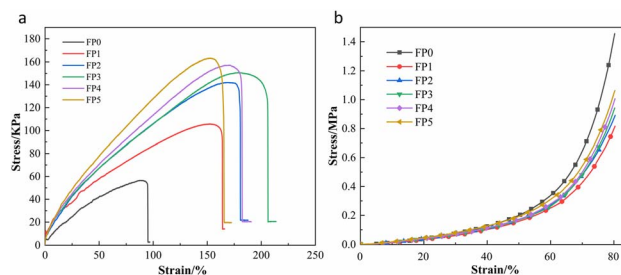 a
FP0
FP1
FP2
FP3
FP4
FP5
Stress/KPa
180
160
140
120
100
80
60
40
20
0
0 50 100 150 200 250
Strain/%
b
FP0
FP1
FP2
FP3
FP4
FP5
Stress/MPa
1.4
1.2
1.0
0.8
0.6
0.4
0.2
0.0
0 20 40 60 80
Strain/%